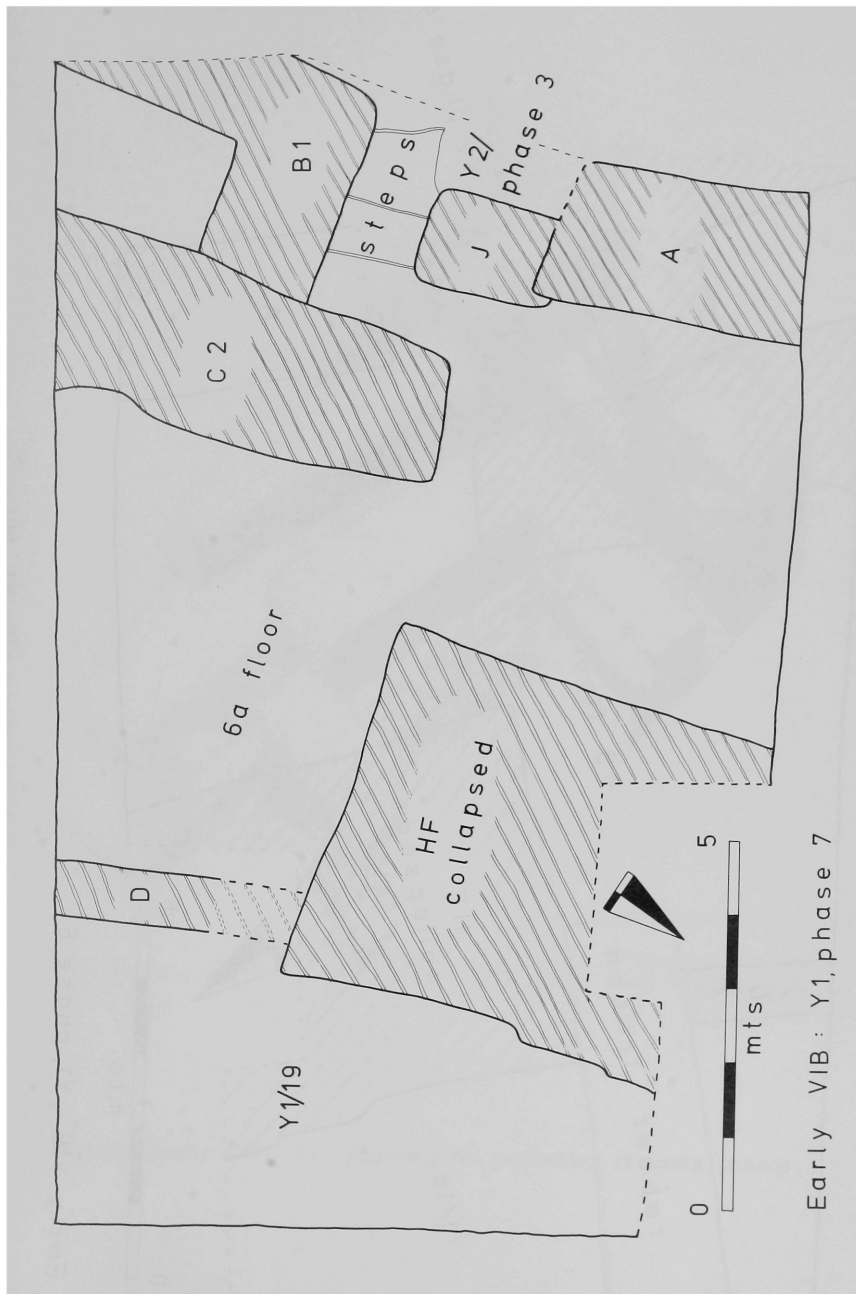 B1
steps
Y2/
phase 3
C 2
J
A
6a floor
HF
collapsed
D
Y1/19
0
5
mts
Early VIB : Y1, phase 7